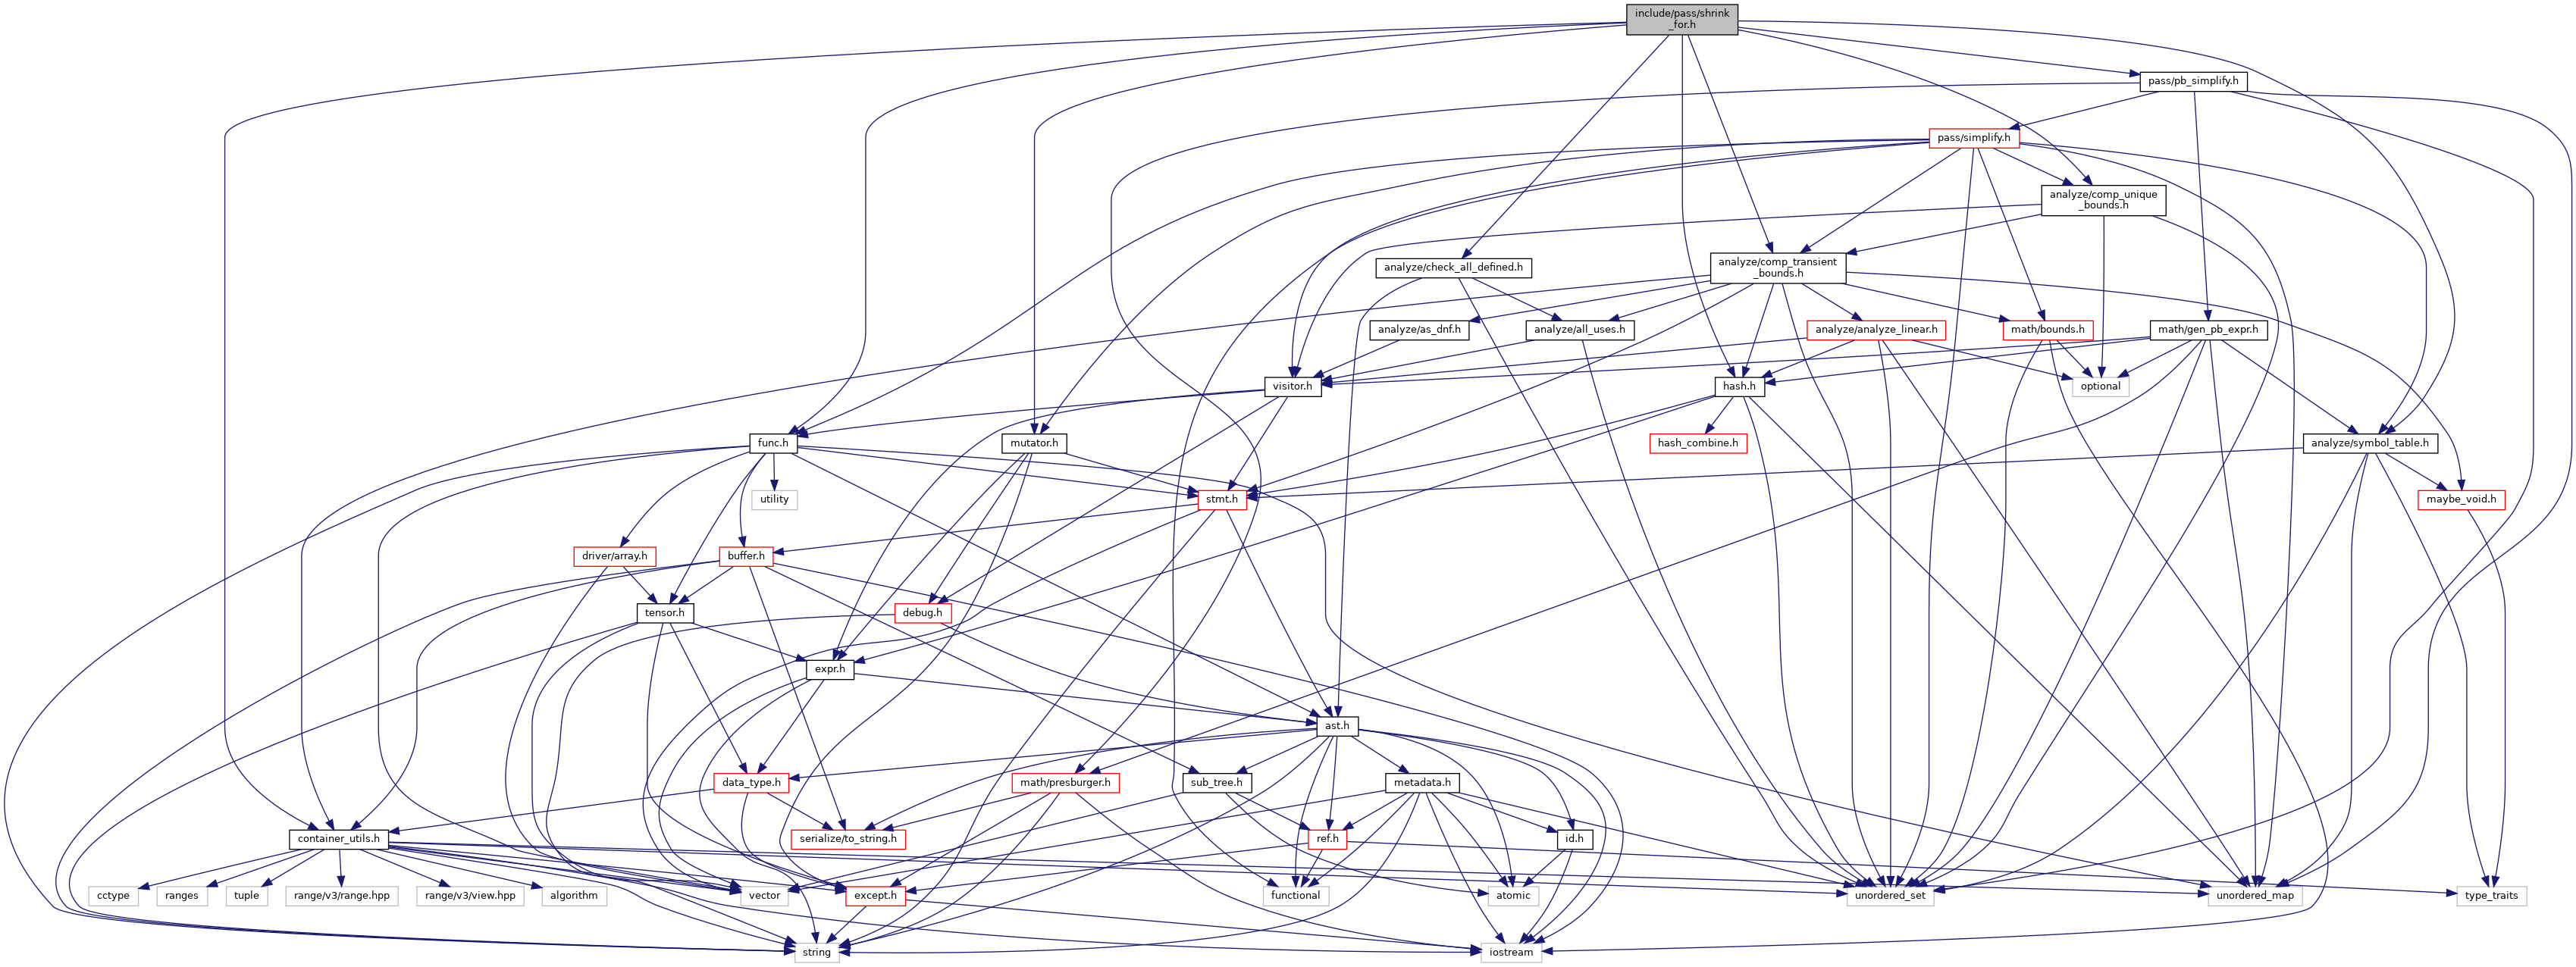 include/pass/shrink
_for.h
pass/pb_simplify.h
pass/simplify.h
analyze/comp_unique
_bounds.h
analyze/check_all_defined.h
analyze/comp_transient
_bounds.h
analyze/as_dnf.h
analyze/all_uses.h
analyze/analyze_linear.h
math/bounds.h
math/gen_pb_expr.h
visitor.h
hash.h
optional
func.h
mutator.h
hash_combine.h
analyze/symbol_table.h
utility
stmt.h
maybe_void.h
driver/array.h
buffer.h
tensor.h
debug.h
expr.h
ast.h
data_type.h
math/presburger.h
sub_tree.h
metadata.h
container_utils.h
serialize/to_string.h
ref.h
id.h
cctype
ranges
tuple
range/v3/range.hpp
range/v3/view.hpp
algorithm
vector
except.h
functional
atomic
unordered_set
unordered_map
type_traits
string
iostream